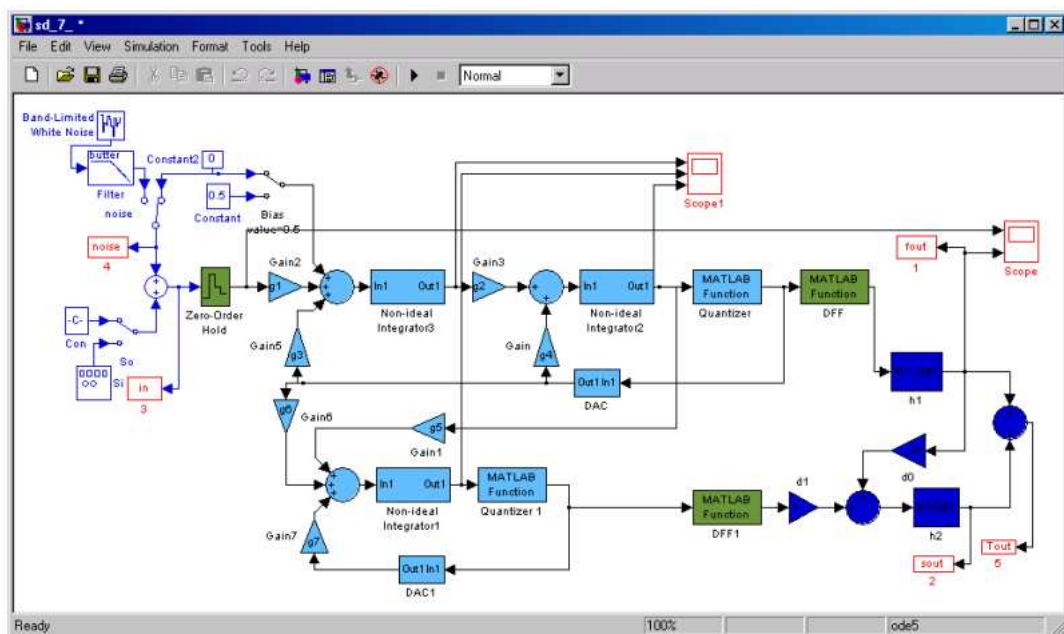 sd_7_ *
File Edit View Simulation Format Tools Help
Normal
Band-Limited
White Noise
butter
Filter
noise
Constant2
0
0.5
Constant
Bias
value=0.5
noise
4
-C-
Con
So
Si
in
3
Zero-Order
Hold
Gain2
g1
Gain5
g3
In1 Out1
Non-ideal
Integrator3
Gain3
g2
Gain
g4
In1 Out1
Non-ideal
Integrator2
MATLAB
Function
Quantizer
MATLAB
Function
DFF
Scope1
Scope
fout
1
Out1 In1
DAC
h1
g6
Gain6
g5
Gain1
In1 Out1
Non-ideal
Integrator1
MATLAB
Function
Quantizer 1
Gain7
g7
Out1 In1
DAC1
MATLAB
Function
DFF1
d1
d0
h2
sout
2
Tout
5
Ready 100% ode5